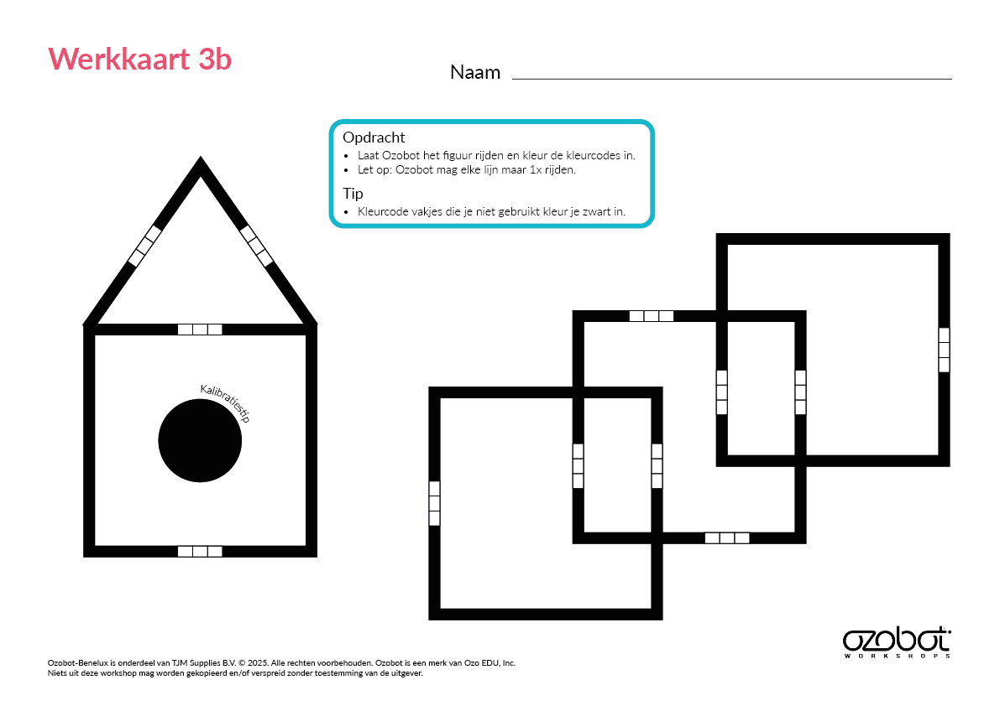 Werkkaart 3b
Naam
Opdracht
• Laat Ozobot het figuur rijden en kleur de kleurcodes in.
• Let op: Ozobot mag elke lijn maar 1x rijden.
Tip
• Kleurcode vakjes die je niet gebruikt kleur je zwart in.
Kalibratiestip
ozobot
WORKSHOPS
Ozobot-Benelux is onderdeel van TJM Supplies B.V. © 2025. Alle rechten voorbehouden. Ozobot is een merk van Ozo EDU, Inc.
Niets uit deze workshop mag worden gekopieerd en/of verspreid zonder toestemming van de uitgever.